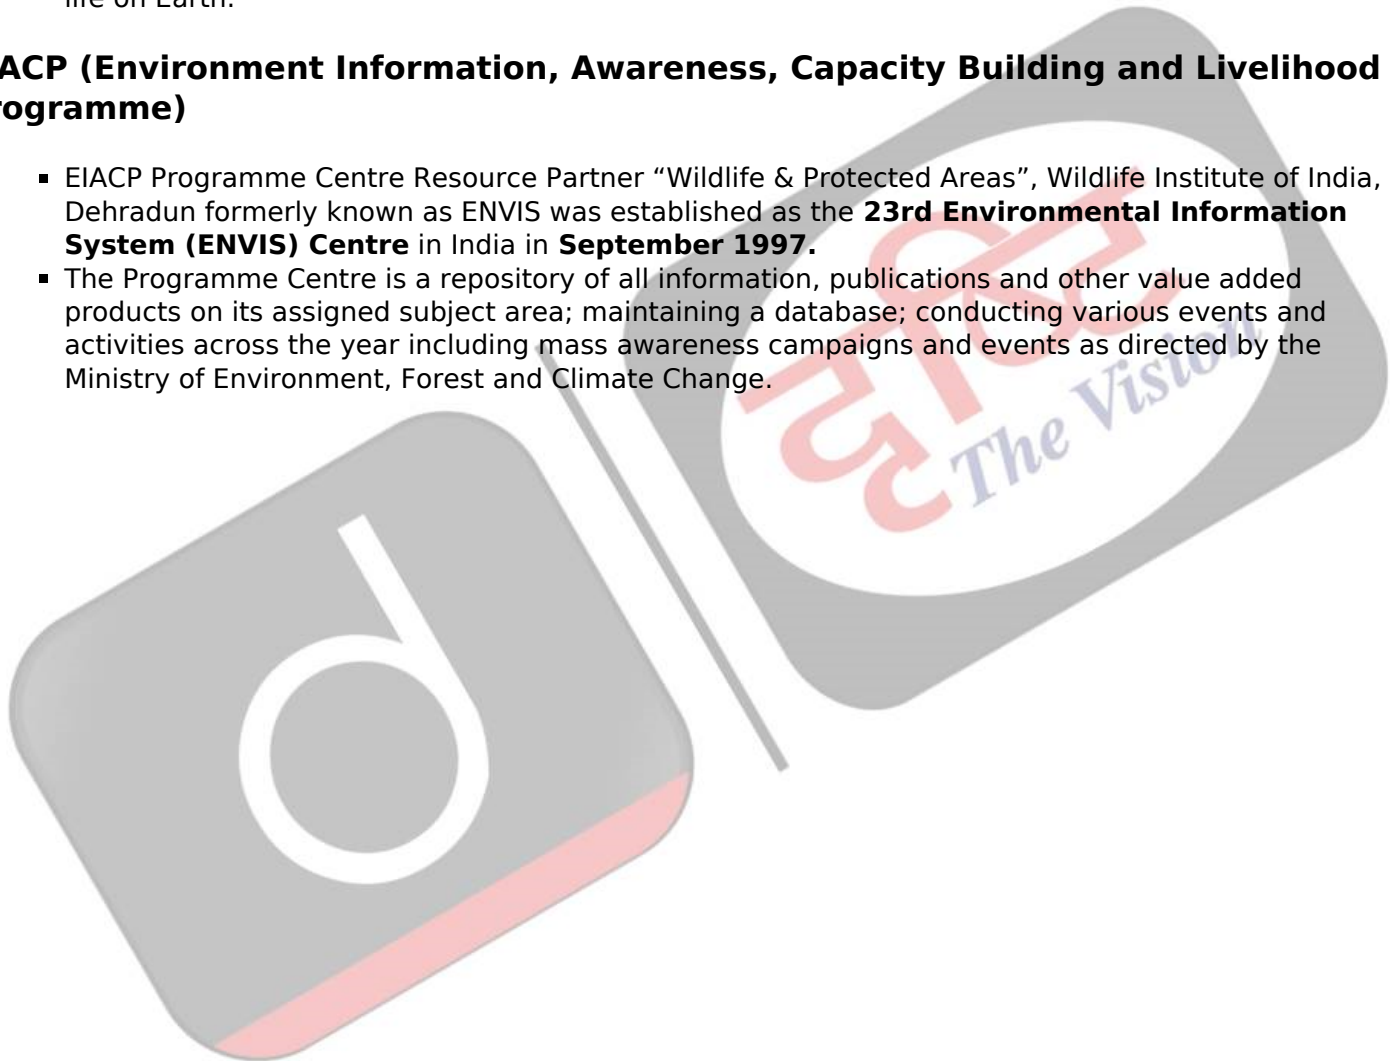 life on Earth.
ACP (Environment Information, Awareness, Capacity Building and Livelihood
rogramme)
▪ EIACP Programme Centre Resource Partner “Wildlife & Protected Areas”, Wildlife Institute of India,
Dehradun formerly known as ENVIS was established as the 23rd Environmental Information
System (ENVIS) Centre in India in September 1997.
▪ The Programme Centre is a repository of all information, publications and other value added
products on its assigned subject area; maintaining a database; conducting various events and
activities across the year including mass awareness campaigns and events as directed by the
Ministry of Environment, Forest and Climate Change.
दृष्टि
The Vision
d